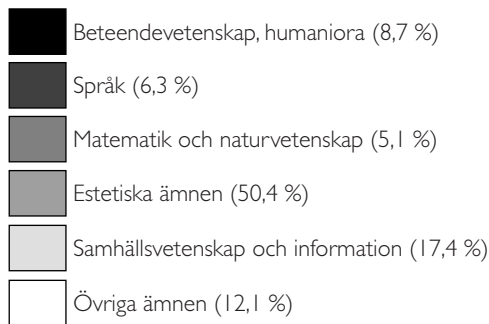 Beteendevetenskap, humaniora (8,7 %)
Språk (6,3 %)
Matematik och naturvetenskap (5,1 %)
Estetiska ämnen (50,4 %)
Samhällsvetenskap och information (17,4 %)
Övriga ämnen (12,1 %)